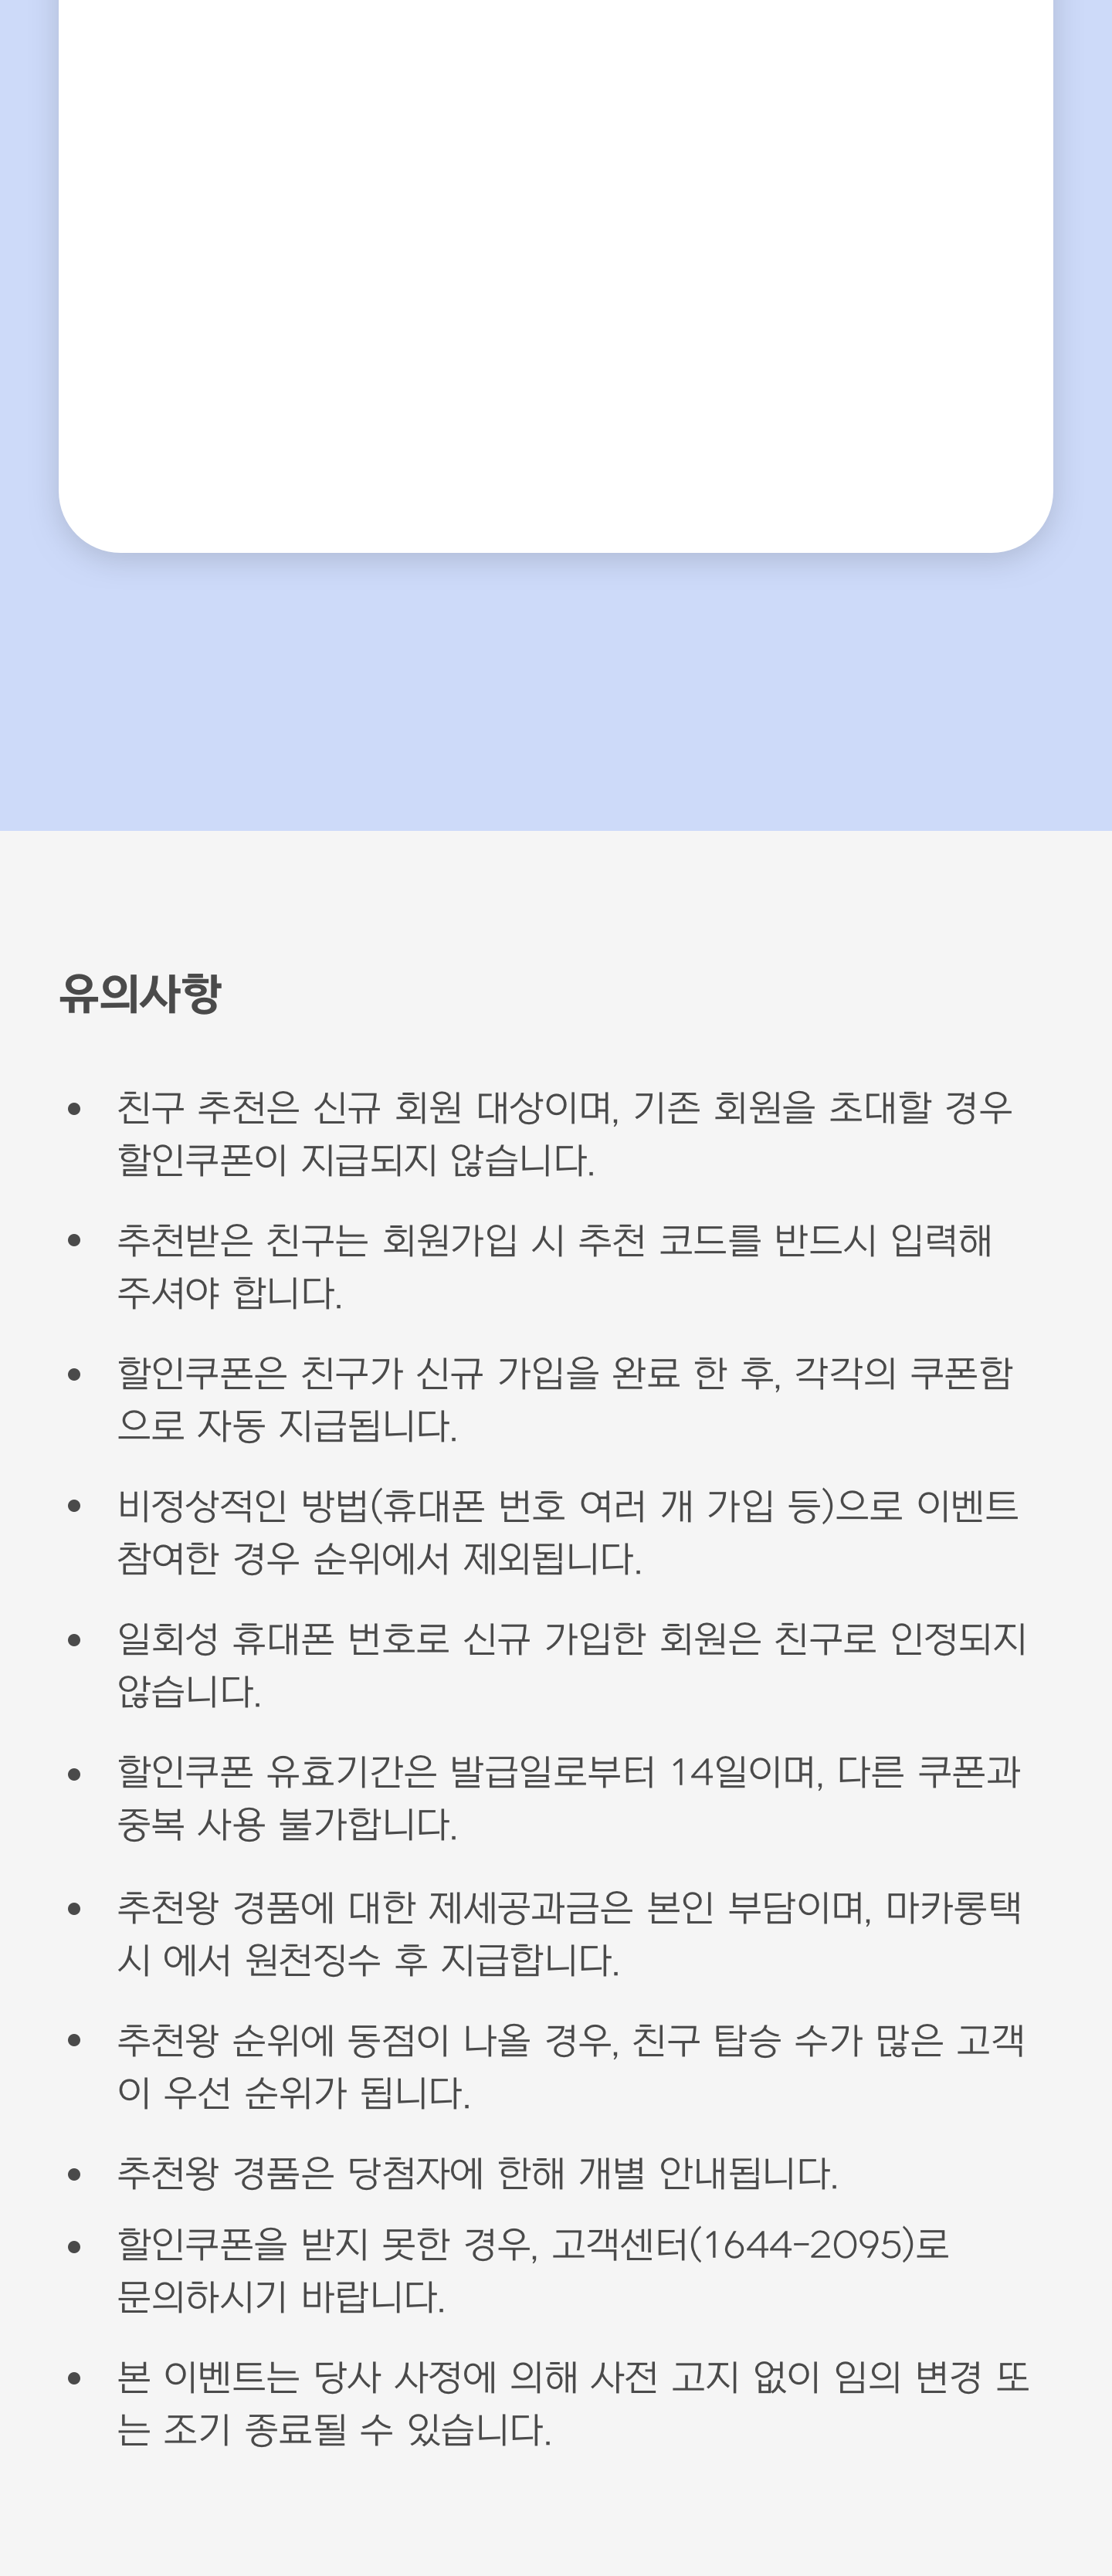 유의사항
• 친구 추천은 신규 회원 대상이며, 기존 회원을 초대할 경우
할인쿠폰이 지급되지 않습니다.
• 추천받은 친구는 회원가입 시 추천 코드를 반드시 입력해
주셔야 합니다.
• 할인쿠폰은 친구가 신규 가입을 완료 한 후, 각각의 쿠폰함
으로 자동 지급됩니다.
• 비정상적인 방법(휴대폰 번호 여러 개 가입 등)으로 이벤트
참여한 경우 순위에서 제외됩니다.
• 일회성 휴대폰 번호로 신규 가입한 회원은 친구로 인정되지
않습니다.
• 할인쿠폰 유효기간은 발급일로부터 14일이며, 다른 쿠폰과
중복 사용 불가합니다.
• 추천왕 경품에 대한 제세공과금은 본인 부담이며, 마카롱택
시 에서 원천징수 후 지급합니다.
• 추천왕 순위에 동점이 나올 경우, 친구 탑승 수가 많은 고객
이 우선 순위가 됩니다.
• 추천왕 경품은 당첨자에 한해 개별 안내됩니다.
• 할인쿠폰을 받지 못한 경우, 고객센터(1644-2095)로
문의하시기 바랍니다.
• 본 이벤트는 당사 사정에 의해 사전 고지 없이 임의 변경 또
는 조기 종료될 수 있습니다.